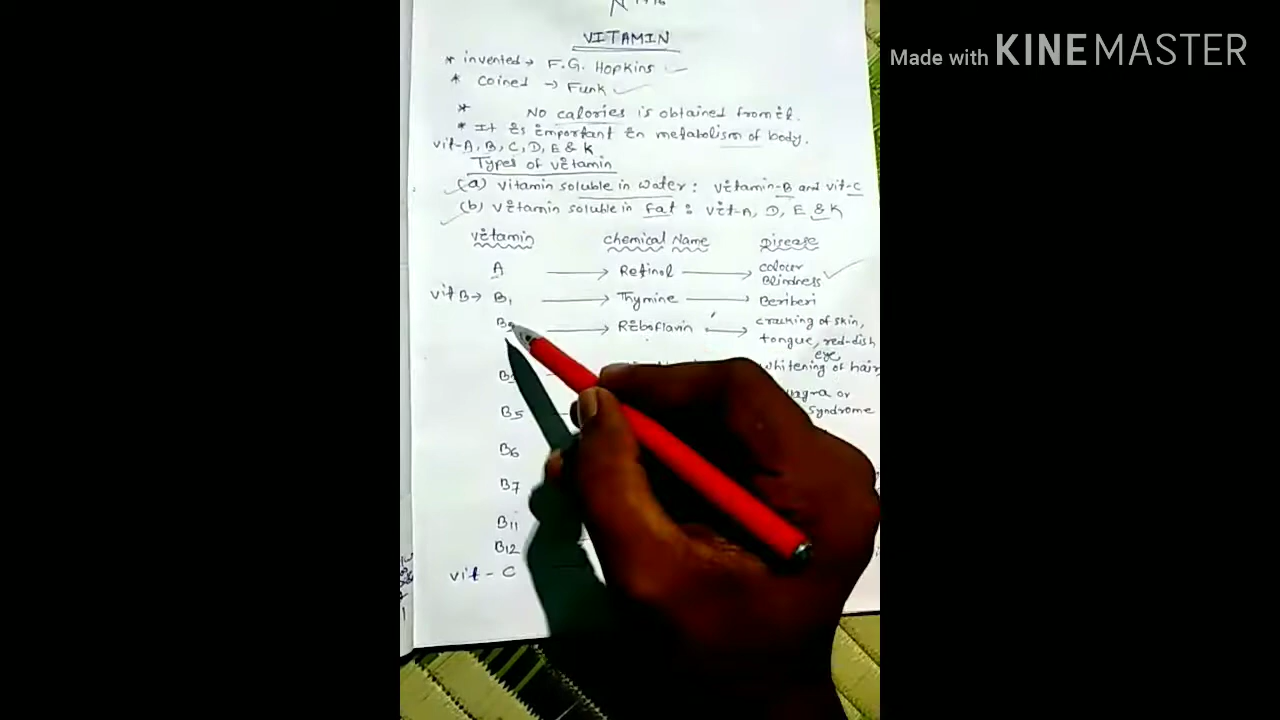 Made with KINEMASTER
VITAMIN
* invented → F.G. Hopkins
* Coined → Funk
* No calories is obtained from it.
* It is important in metabolism of body.
vit-A, B, C, D, E & K
Types of vitamin
(a) Vitamin soluble in water : vitamin-B and vit-C
(b) Vitamin soluble in fat : vit-A, D, E & K
vitamin chemical Name Disease
A → Retinol → colour Blindness
vit B → B1 → Thymine → Beriberi
B2 → Riboflavin → cracking of skin,
tongue, red-dish
eye
B3 whitening of hair
B5 or
syndrome
B6
B7
B11
B12
vit - C